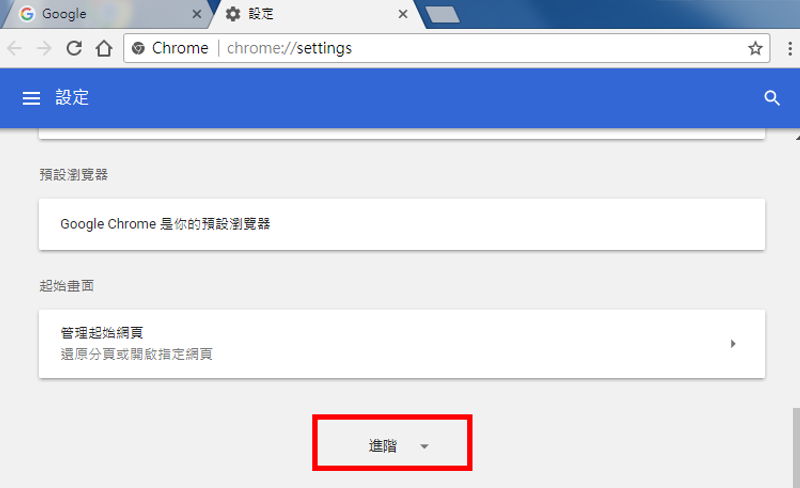 Google
設定
Chrome chrome://settings
設定
預設瀏覽器
Google Chrome 是你的預設瀏覽器
起始畫面
管理起始網頁
還原分頁或開啟指定網頁
進階